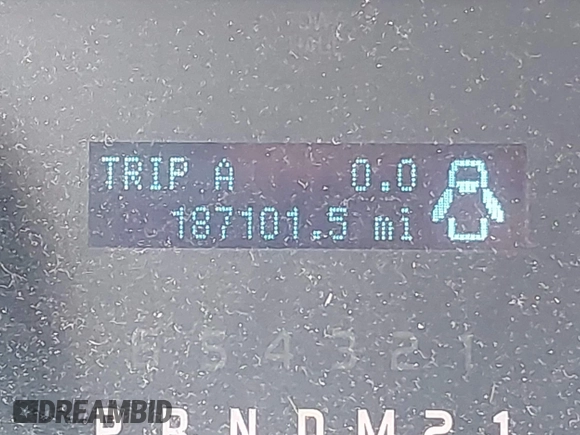 TRIP A 0.0
187101.5 mi
6 5 4 3 2 1
DREAMBID
P R N D M 2 1